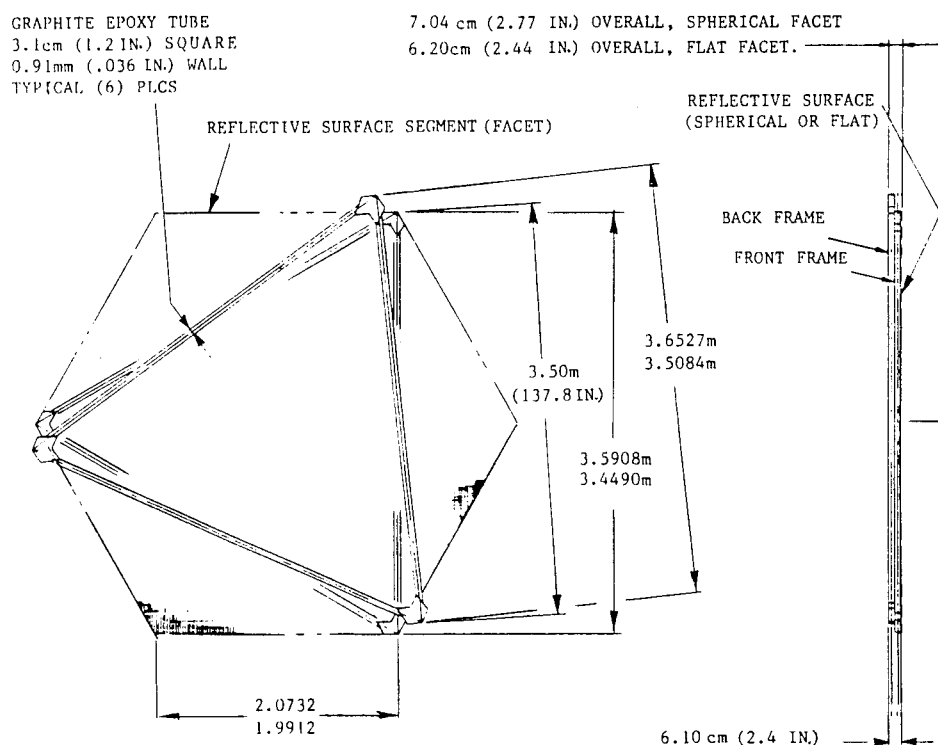 GRAPHITE EPOXY TUBE
3.1cm (1.2 IN.) SQUARE
0.91mm (.036 IN.) WALL
TYPICAL (6) PLCS
7.04 cm (2.77 IN.) OVERALL, SPHERICAL FACET
6.20cm (2.44 IN.) OVERALL, FLAT FACET.
REFLECTIVE SURFACE SEGMENT (FACET)
REFLECTIVE SURFACE
(SPHERICAL OR FLAT)
BACK FRAME
FRONT FRAME
3.6527m
3.5084m
3.50m
(137.8 IN.)
3.5908m
3.4490m
2.0732
1.9912
6.10 cm (2.4 IN.)